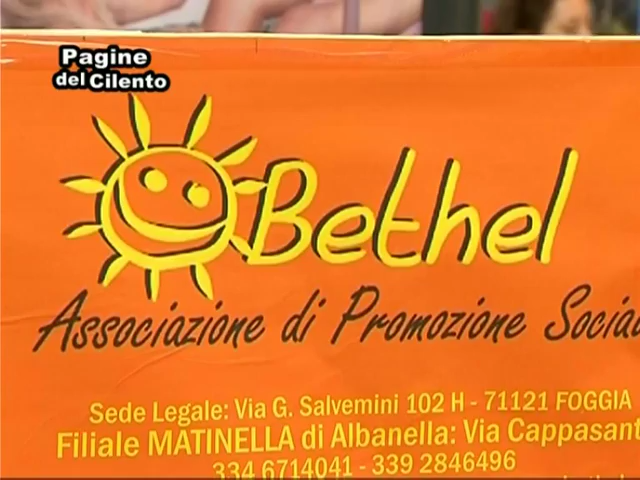 Pagine
del Cilento
Bethel
Associazione di Promozione Social
Sede Legale: Via G. Salvemini 102 H - 71121 FOGGIA
Filiale MATINELLA di Albanella: Via Cappasant
334 6714041 - 339 2846496